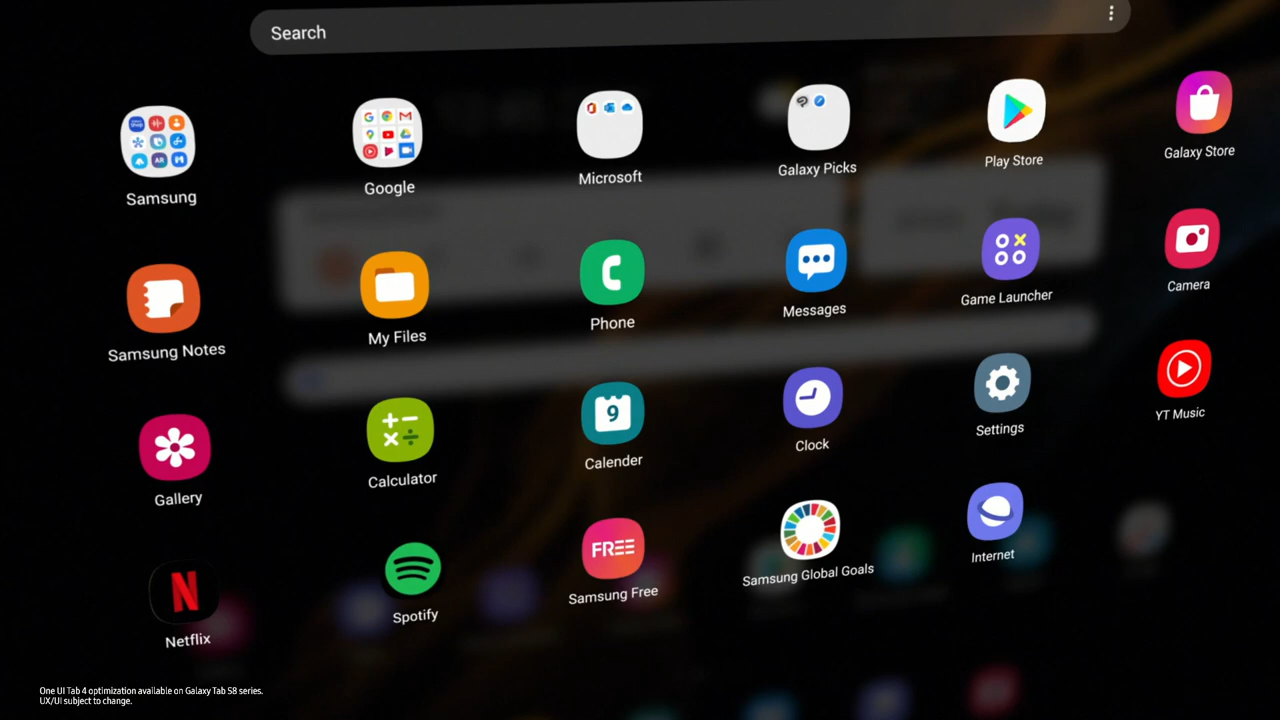 Search
Samsung
Google
Microsoft
Galaxy Picks
Play Store
Galaxy Store
Samsung Notes
My Files
Phone
Messages
Game Launcher
Camera
Gallery
Calculator
9
Calender
Clock
Settings
YT Music
N
Netflix
Spotify
FREE
Samsung Free
Samsung Global Goals
Internet
One UI Tab 4 optimization available on Galaxy Tab S8 series.
UX/UI subject to change.